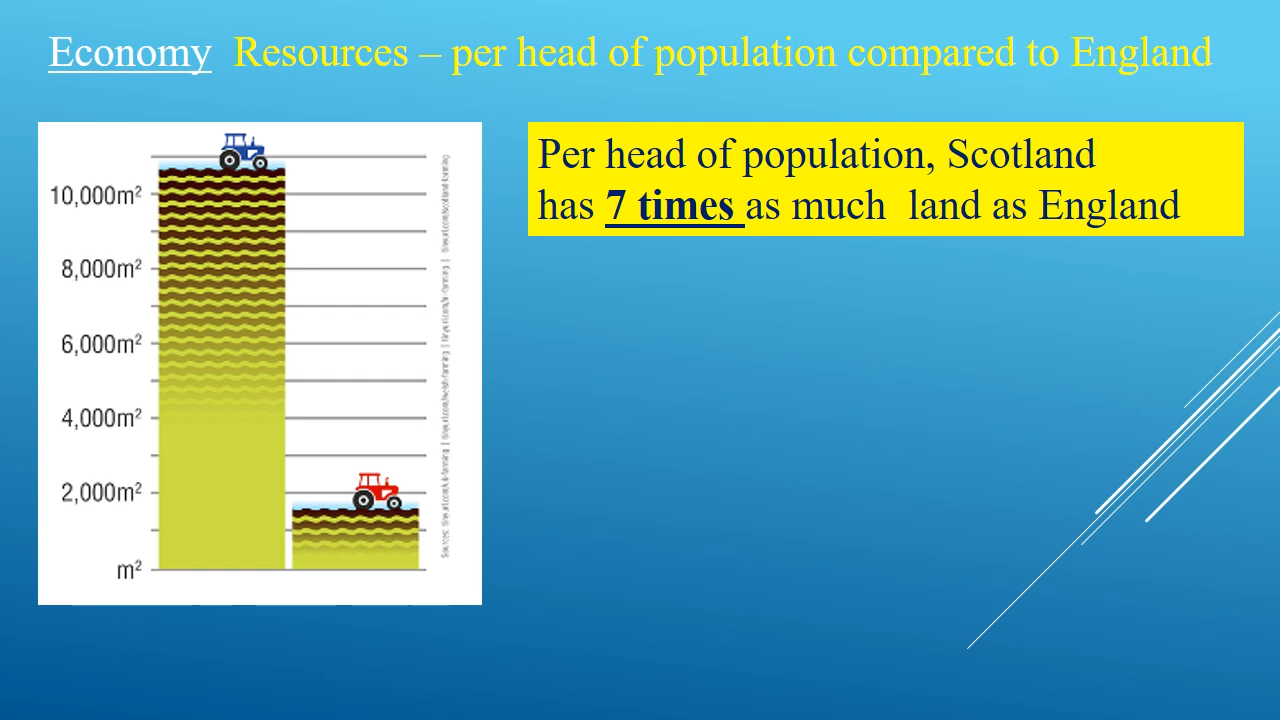 Economy Resources – per head of population compared to England
Per head of population, Scotland
has 7 times as much land as England
10,000m²
8,000m²
6,000m²
4,000m²
2,000m²
m²